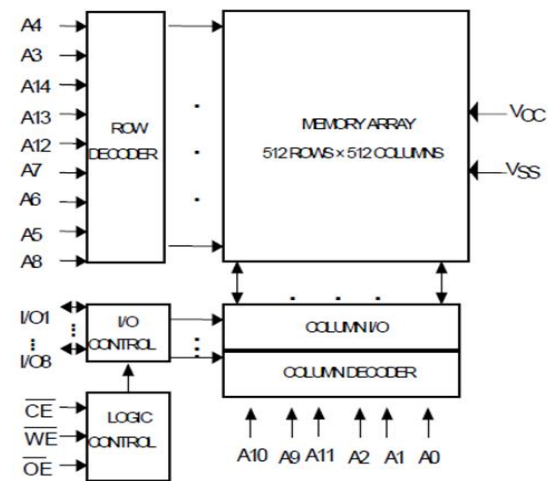 A4
A3
A14
A13
A12
A7
A6
A5
A8
ROW
DECODER
MEMORY ARRAY
512 ROWS × 512 COLUMNS
VCC
VSS
I/O1
I/O8
I/O
CONTROL
COLUMN I/O
COLUMN DECODER
CE
WE
OE
LOGIC
CONTROL
A10 A9 A11 A2 A1 A0